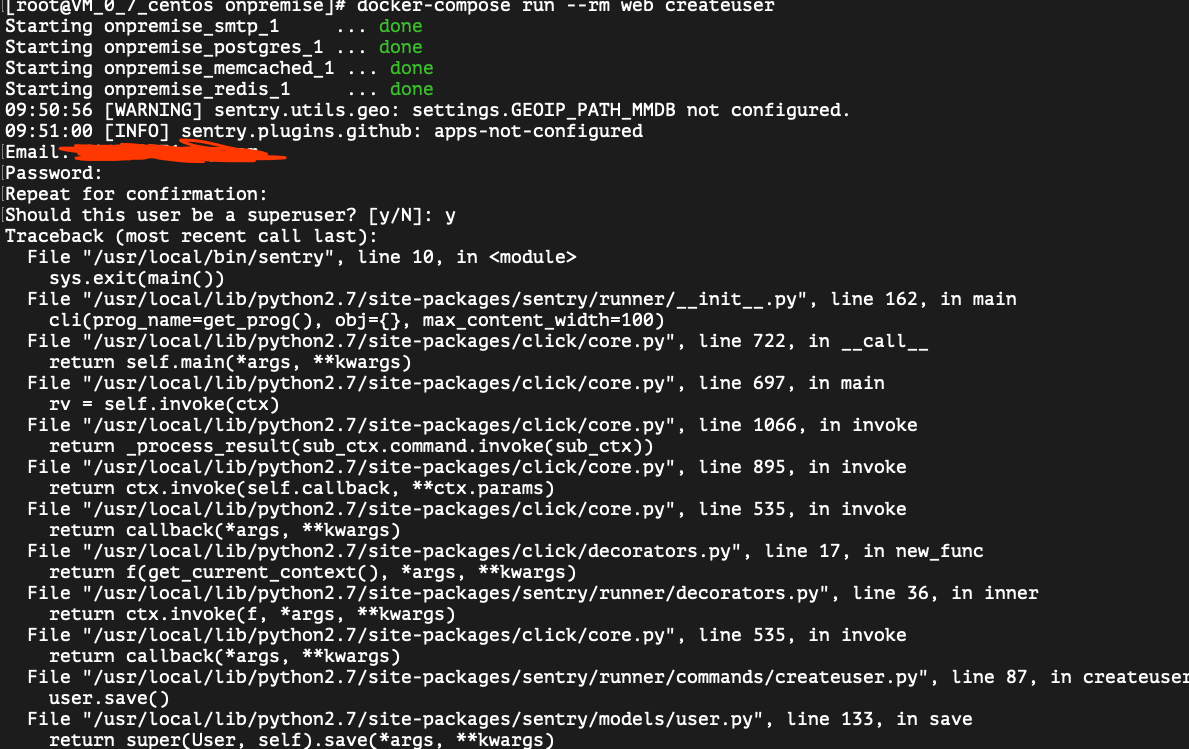 [root@VM_0_7_centos onpremise]# docker-compose run --rm web createuser
Starting onpremise_smtp_1     ... done
Starting onpremise_postgres_1 ... done
Starting onpremise_memcached_1 ... done
Starting onpremise_redis_1     ... done
09:50:56 [WARNING] sentry.utils.geo: settings.GEOIP_PATH_MMDB not configured.
09:51:00 [INFO] sentry.plugins.github: apps-not-configured
Email:
Password:
Repeat for confirmation:
Should this user be a superuser? [y/N]: y
Traceback (most recent call last):
  File "/usr/local/bin/sentry", line 10, in <module>
    sys.exit(main())
  File "/usr/local/lib/python2.7/site-packages/sentry/runner/__init__.py", line 162, in main
    cli(prog_name=get_prog(), obj={}, max_content_width=100)
  File "/usr/local/lib/python2.7/site-packages/click/core.py", line 722, in __call__
    return self.main(*args, **kwargs)
  File "/usr/local/lib/python2.7/site-packages/click/core.py", line 697, in main
    rv = self.invoke(ctx)
  File "/usr/local/lib/python2.7/site-packages/click/core.py", line 1066, in invoke
    return _process_result(sub_ctx.command.invoke(sub_ctx))
  File "/usr/local/lib/python2.7/site-packages/click/core.py", line 895, in invoke
    return ctx.invoke(self.callback, **ctx.params)
  File "/usr/local/lib/python2.7/site-packages/click/core.py", line 535, in invoke
    return callback(*args, **kwargs)
  File "/usr/local/lib/python2.7/site-packages/click/decorators.py", line 17, in new_func
    return f(get_current_context(), *args, **kwargs)
  File "/usr/local/lib/python2.7/site-packages/sentry/runner/decorators.py", line 36, in inner
    return ctx.invoke(f, *args, **kwargs)
  File "/usr/local/lib/python2.7/site-packages/click/core.py", line 535, in invoke
    return callback(*args, **kwargs)
  File "/usr/local/lib/python2.7/site-packages/sentry/runner/commands/createuser.py", line 87, in createuser
    user.save()
  File "/usr/local/lib/python2.7/site-packages/sentry/models/user.py", line 133, in save
    return super(User, self).save(*args, **kwargs)